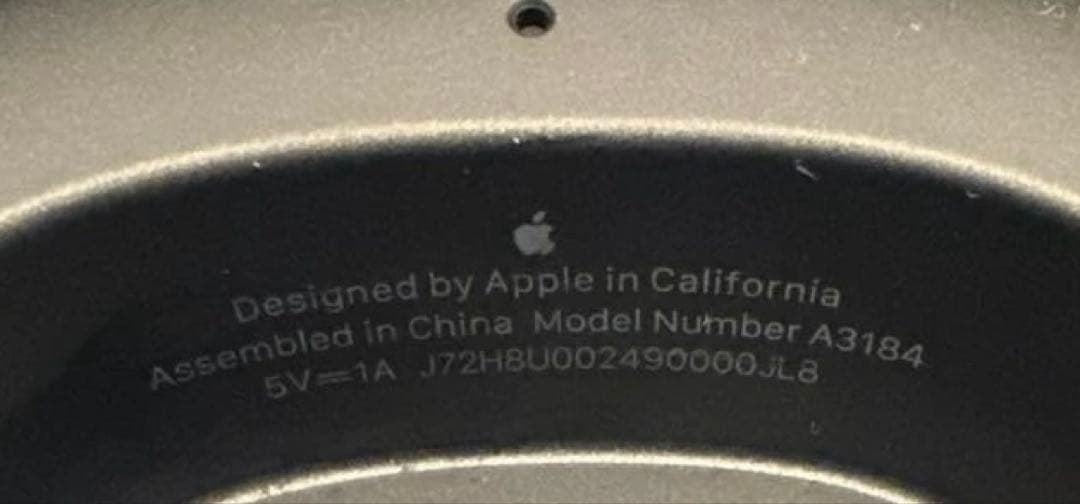 Designed by Apple in California
Assembled in China Model Number A3184
5V⎓1A J72H8U002490000JL8